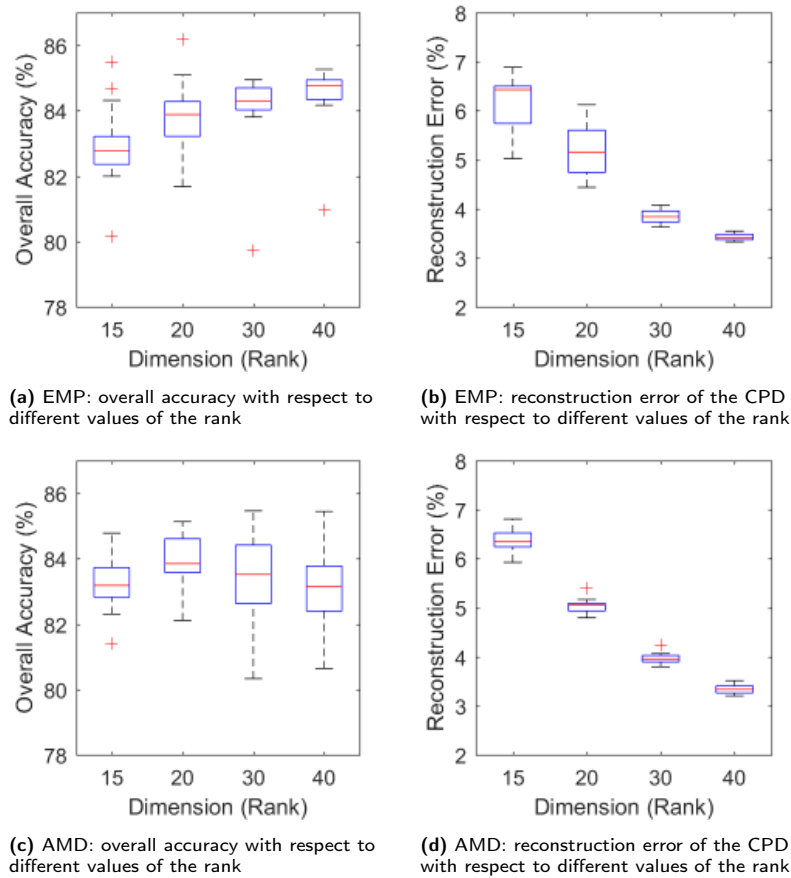 86
84
82
80
78
Overall Accuracy (%)
15 20 30 40
Dimension (Rank)
8
7
6
5
4
3
2
Reconstruction Error (%)
15 20 30 40
Dimension (Rank)
(a) EMP: overall accuracy with respect to
different values of the rank
(b) EMP: reconstruction error of the CPD
with respect to different values of the rank
86
84
82
80
78
Overall Accuracy (%)
15 20 30 40
Dimension (Rank)
8
7
6
5
4
3
2
Reconstruction Error (%)
15 20 30 40
Dimension (Rank)
(c) AMD: overall accuracy with respect to
different values of the rank
(d) AMD: reconstruction error of the CPD
with respect to different values of the rank